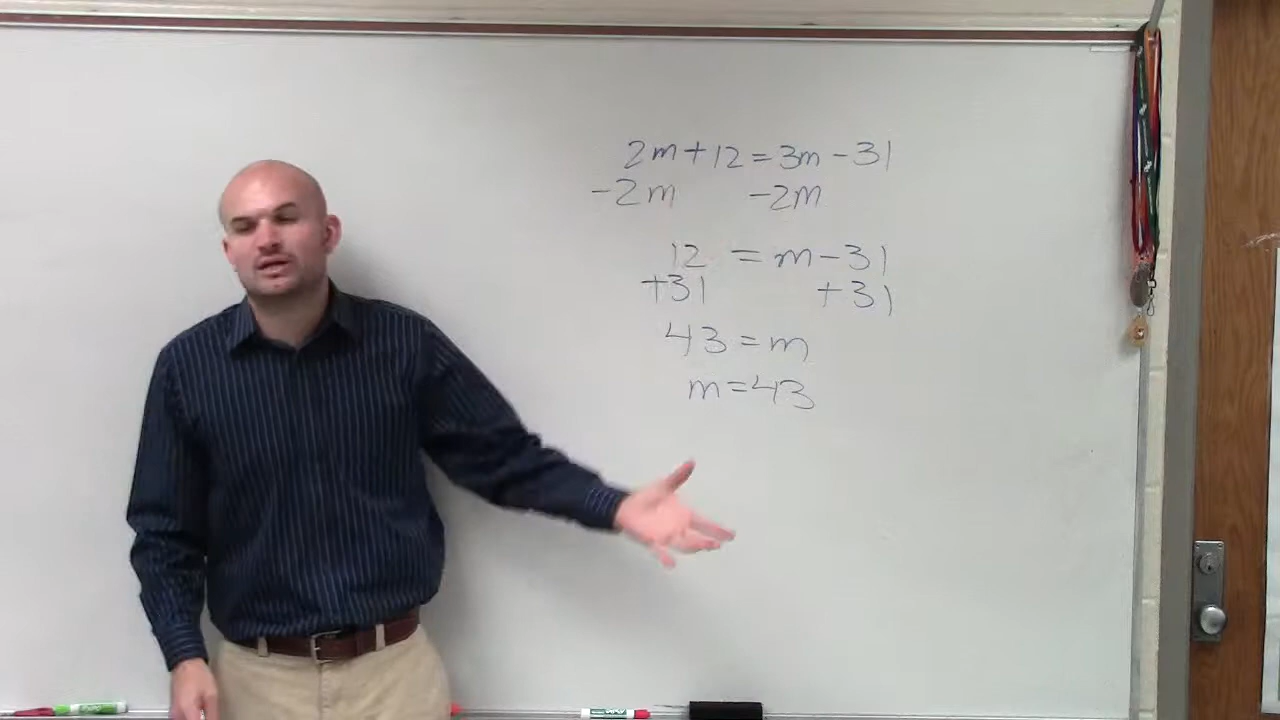 2m+12=3m-31
-2m -2m
12 = m-31
+31 +31
43=m
m=43